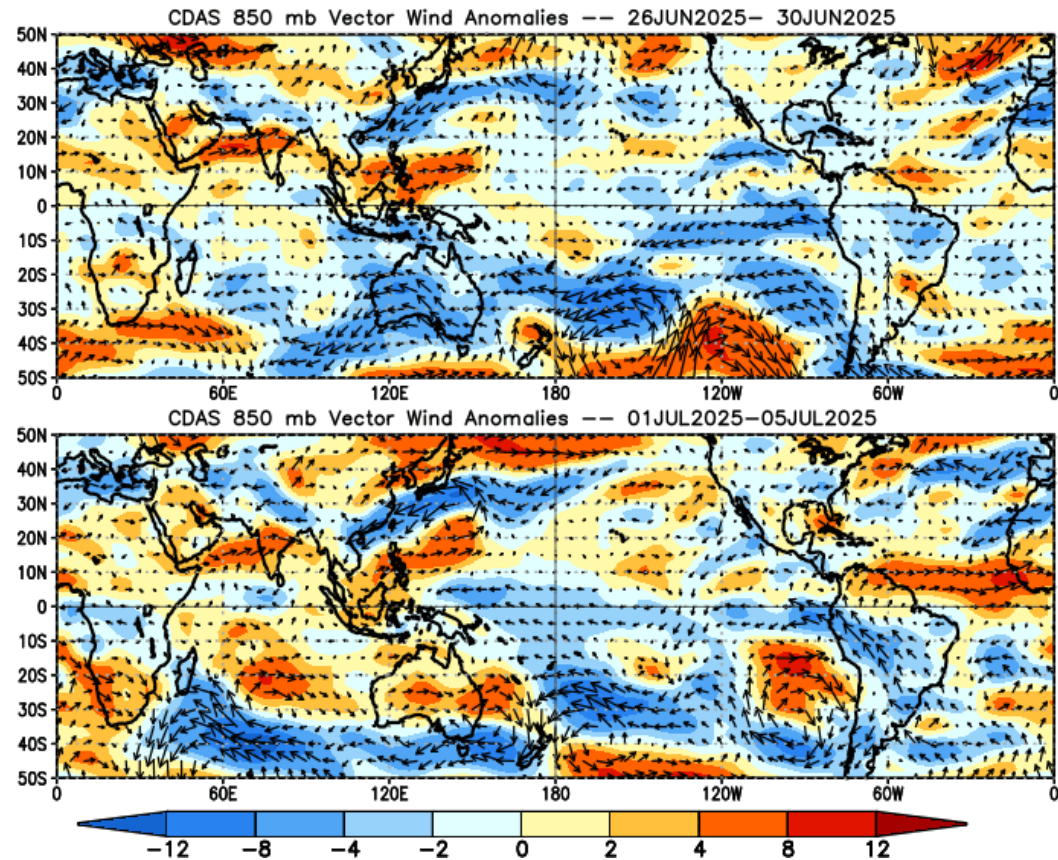 CDAS 850 mb Vector Wind Anomalies -- 26JUN2025- 30JUN2025
50N
40N
30N
20N
10N
0
10S
20S
30S
40S
50S
0 60E 120E 180 120W 60W 0
CDAS 850 mb Vector Wind Anomalies -- 01JUL2025-05JUL2025
50N
40N
30N
20N
10N
0
10S
20S
30S
40S
50S
0 60E 120E 180 120W 60W 0
-12 -8 -4 -2 0 2 4 8 12